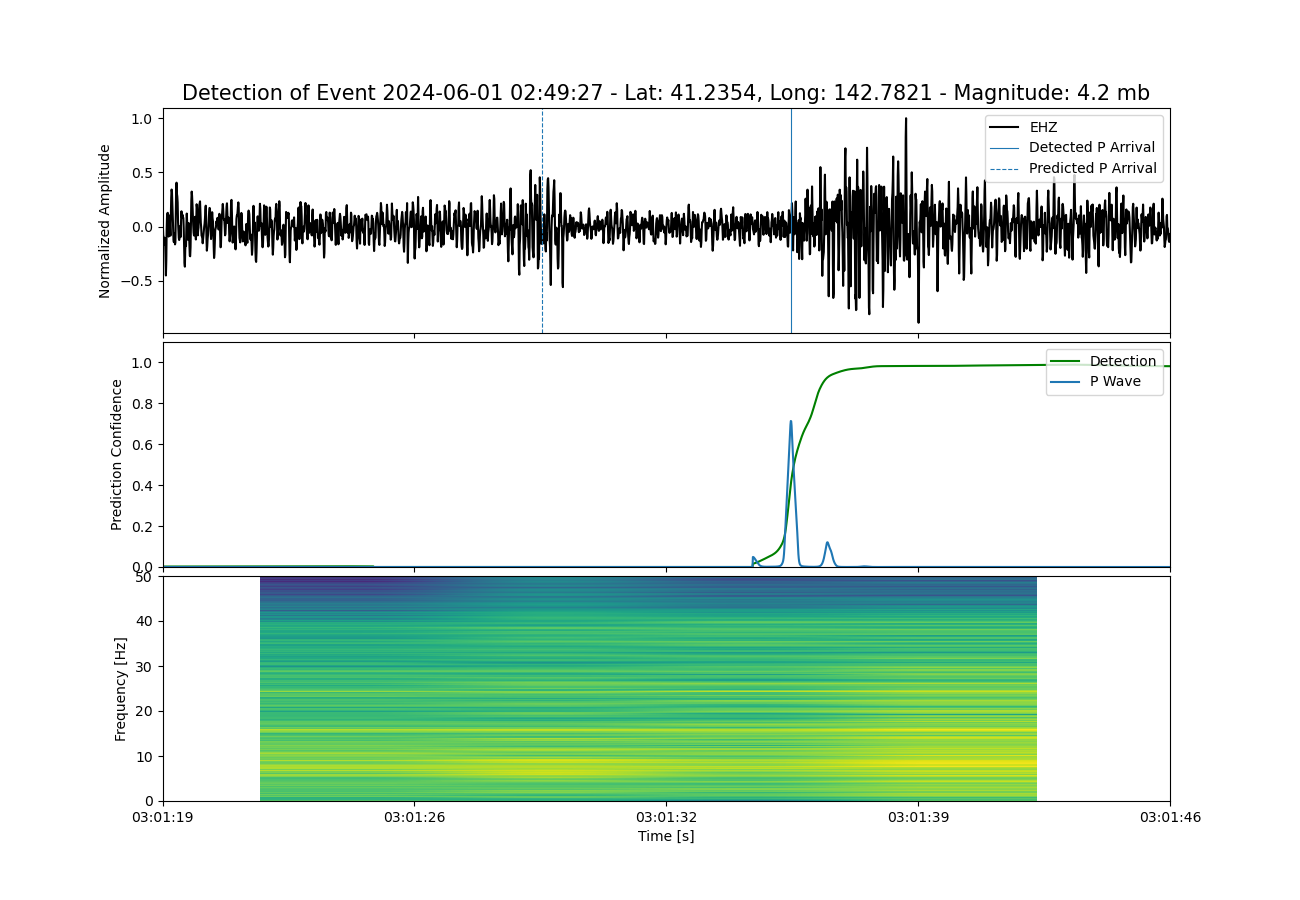 Detection of Event 2024-06-01 02:49:27 - Lat: 41.2354, Long: 142.7821 - Magnitude: 4.2 mb
Normalized Amplitude
1.0
0.5
0.0
−0.5
EHZ
Detected P Arrival
Predicted P Arrival
Prediction Confidence
1.0
0.8
0.6
0.4
0.2
0.0
Detection
P Wave
Frequency [Hz]
50
40
30
20
10
0
03:01:19 03:01:26 03:01:32 03:01:39 03:01:46
Time [s]